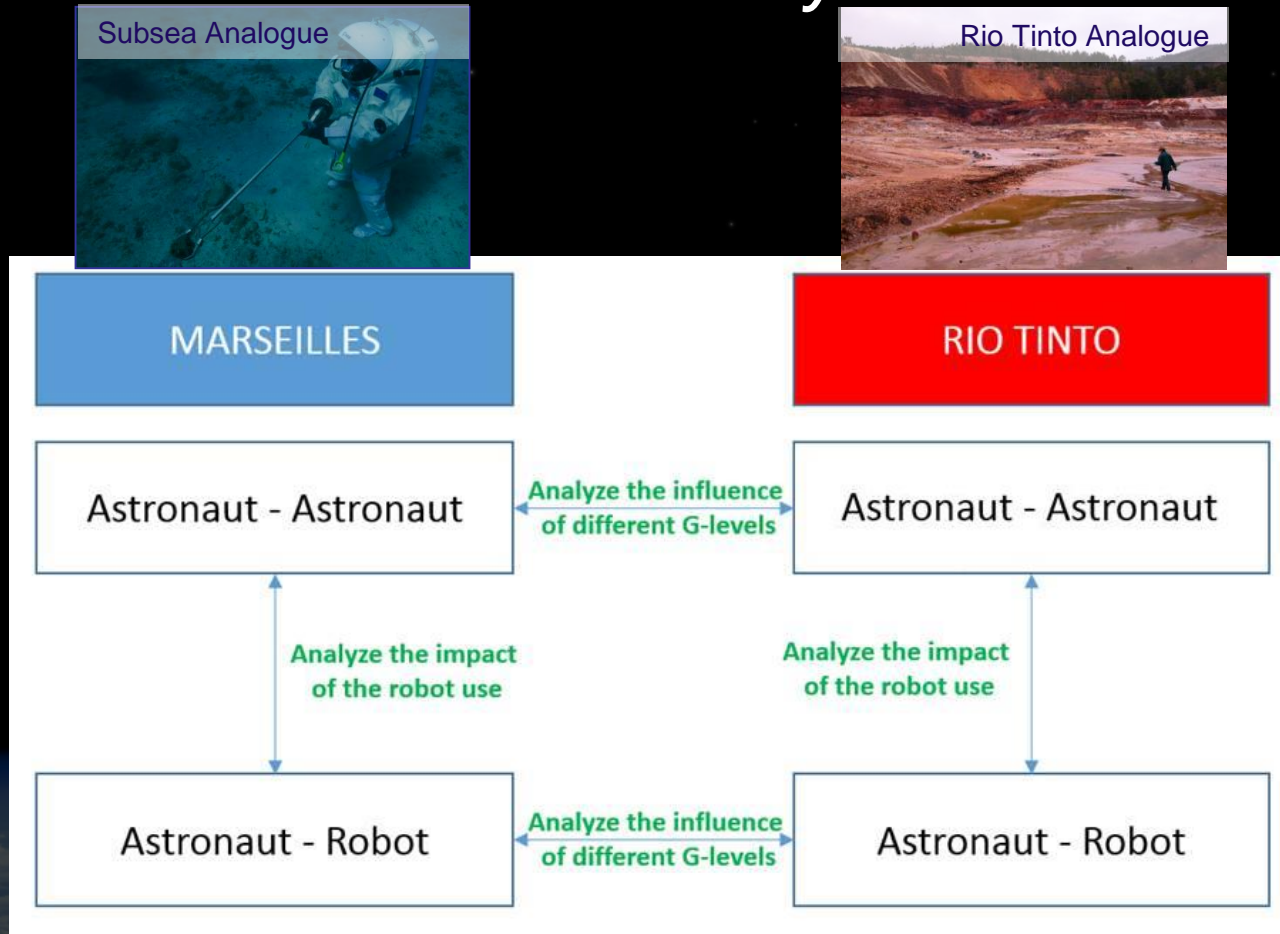 Subsea Analogue
Rio Tinto Analogue
MARSEILLES
RIO TINTO
Astronaut - Astronaut
Analyze the influence
of different G-levels
Astronaut - Astronaut
Analyze the impact
of the robot use
Analyze the impact
of the robot use
Astronaut - Robot
Analyze the influence
of different G-levels
Astronaut - Robot